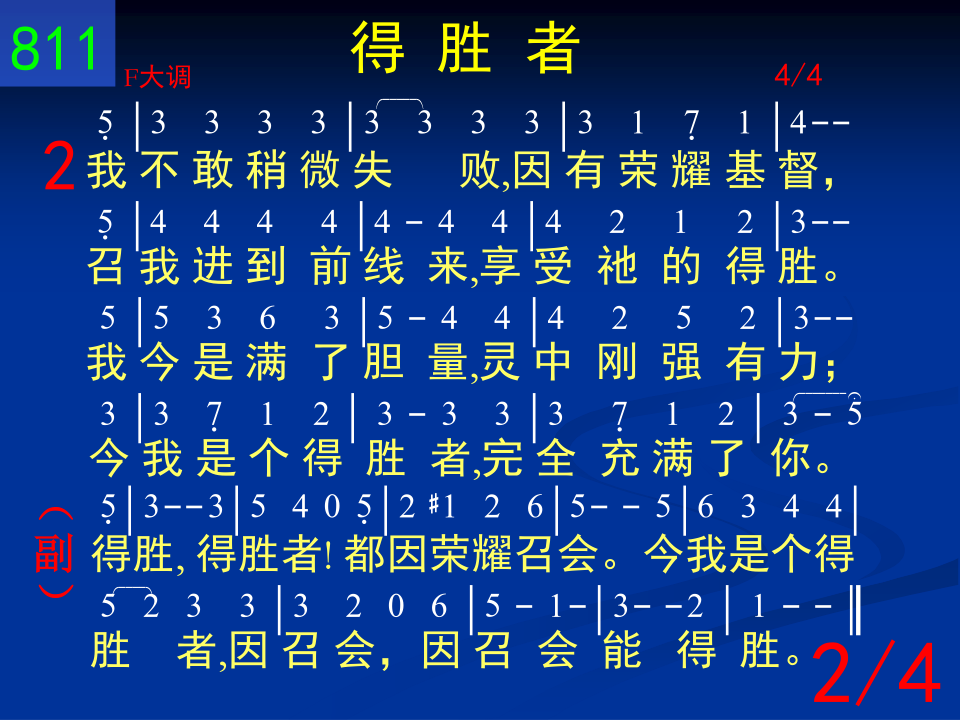 811
得 胜 者
F大调
4/4
5̣ |3 3 3 3|3 3 3 3|3 1 7̣ 1|4--
2
我 不 敢 稍 微 失 败,因 有 荣 耀 基 督,
5̣ |4 4 4 4|4 - 4 4|4 2 1 2|3--
召 我 进 到 前 线 来,享 受 祂 的 得 胜。
5 |5 3 6 3|5 - 4 4|4 2 5 2|3--
我 今 是 满 了 胆 量,灵 中 刚 强 有 力;
3 |3 7̣ 1 2| 3 - 3 3|3 7̣ 1 2| 3 - 5
今 我 是 个 得 胜 者,完 全 充 满 了 你。
5̣|3--3|5 4 0 5̣|2 #1 2 6|5- - 5|6 3 4 4|
(副)
得胜, 得胜者! 都因荣耀召会。今我是个得
5 2 3 3|3 2 0 6|5 - 1-|3--2| 1 - - ‖
胜 者,因 召 会, 因 召 会 能 得 胜。
2/4